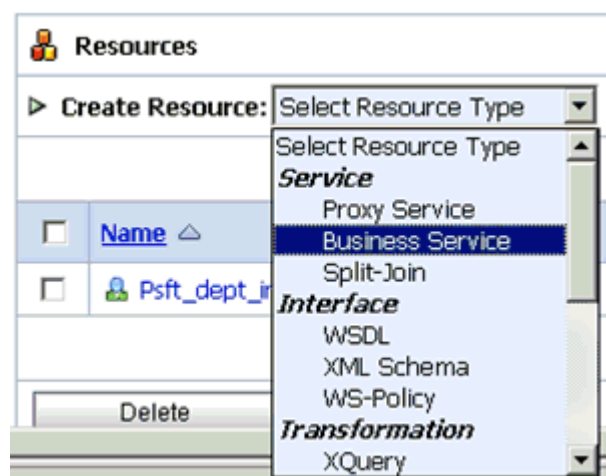 Resources
Create Resource: Select Resource Type
Select Resource Type
Service
Proxy Service
Business Service
Split-Join
Interface
WSDL
XML Schema
WS-Policy
Transformation
XQuery
Name
Psft_dept_
Delete